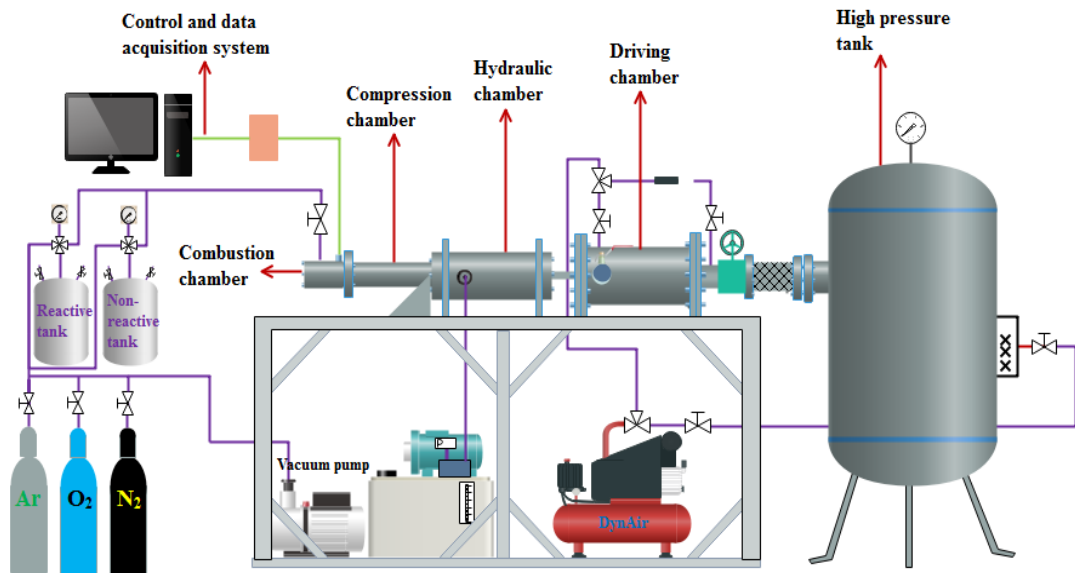 Control and data
acquisition system
High pressure
tank
Driving
chamber
Hydraulic
chamber
Compression
chamber
Combustion
chamber
Reactive
tank
Non-
reactive
tank
Vacuum pump
P
DynAir
Ar
O₂
N₂